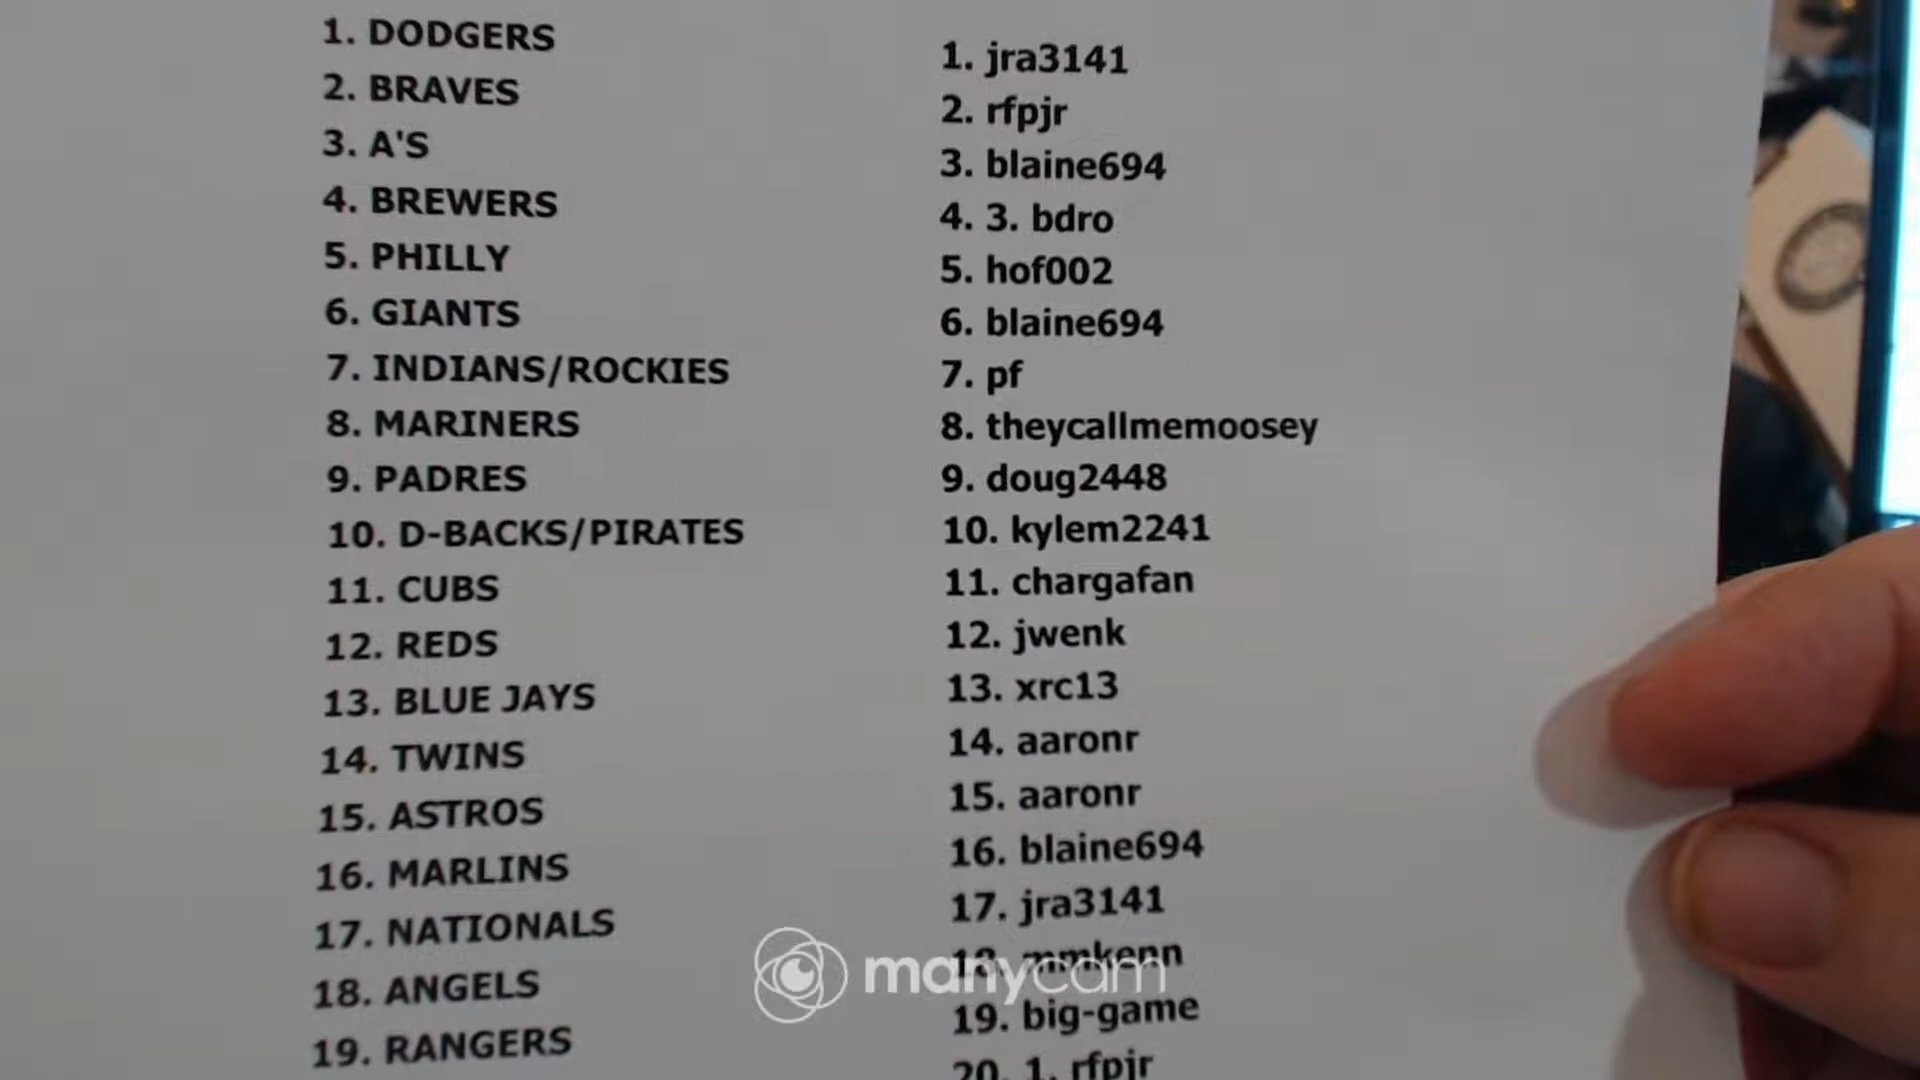 1. DODGERS
2. BRAVES
3. A'S
4. BREWERS
5. PHILLY
6. GIANTS
7. INDIANS/ROCKIES
8. MARINERS
9. PADRES
10. D-BACKS/PIRATES
11. CUBS
12. REDS
13. BLUE JAYS
14. TWINS
15. ASTROS
16. MARLINS
17. NATIONALS
18. ANGELS
19. RANGERS
1. jra3141
2. rfpjr
3. blaine694
4. 3. bdro
5. hof002
6. blaine694
7. pf
8. theycallmemoosey
9. doug2448
10. kylem2241
11. chargafan
12. jwenk
13. xrc13
14. aaronr
15. aaronr
16. blaine694
17. jra3141
18. mmkenn
19. big-game
20. 1. rfpjr
manycam